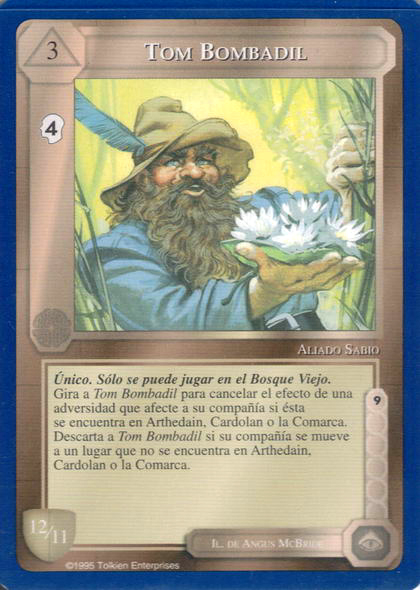 3
TOM BOMBADIL
4
ALIADO SABIO
Único. Sólo se puede jugar en el Bosque Viejo.
Gira a Tom Bombadil para cancelar el efecto de una
adversidad que afecte a su compañía si ésta
se encuentra en Arthedain, Cardolan o la Comarca.
Descarta a Tom Bombadil si su compañía se mueve
a un lugar que no se encuentra en Arthedain,
Cardolan o la Comarca.
9
12/11
IL. DE ANGUS MCBRIDE
©1995 Tolkien Enterprises